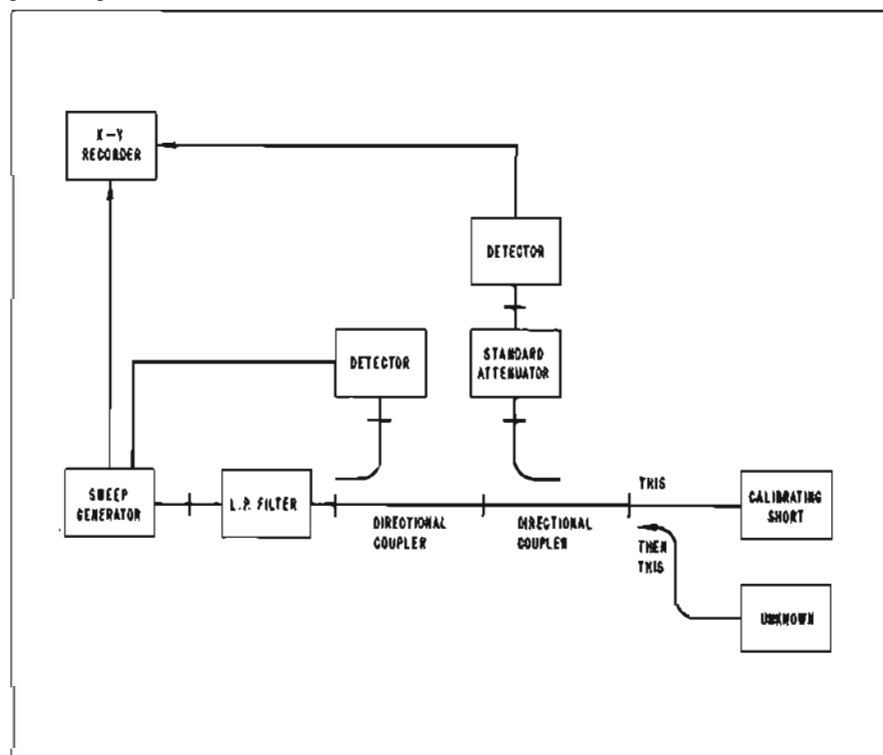 X-Y
RECORDER
DETECTOR
DETECTOR
STANDARD
ATTENUATOR
SWEEP
GENERATOR
L.P. FILTER
DIRECTIONAL
COUPLER
DIRECTIONAL
COUPLER
THIS
THEN
THIS
CALIBRATING
SHORT
UNKNOWN